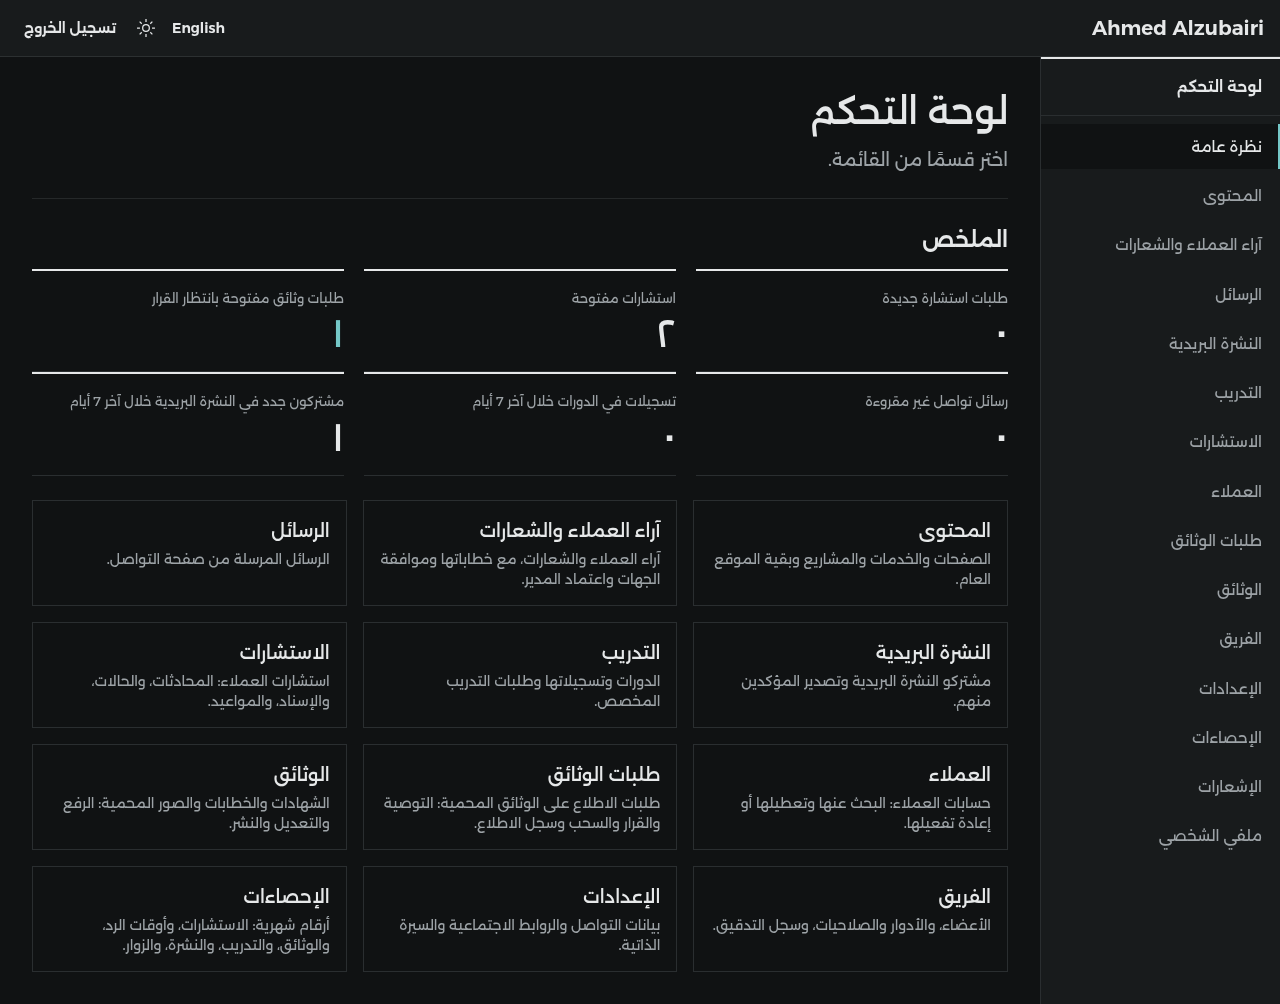 Ahmed Alzubairi
English
تسجيل الخروج
لوحة التحكم
نظرة عامة
المحتوى
آراء العملاء والشعارات
الرسائل
النشرة البريدية
التدريب
الاستشارات
العملاء
طلبات الوثائق
الوثائق
الفريق
الإعدادات
الإحصاءات
الإشعارات
ملفي الشخصي
لوحة التحكم
اختر قسمًا من القائمة.
الملخص
طلبات استشارة جديدة
٠
استشارات مفتوحة
٢
طلبات وثائق مفتوحة بانتظار القرار
١
رسائل تواصل غير مقروءة
٠
تسجيلات في الدورات خلال آخر 7 أيام
٠
مشتركون جدد في النشرة البريدية خلال آخر 7 أيام
١
المحتوى
الصفحات والخدمات والمشاريع وبقية الموقع
العام.
آراء العملاء والشعارات
آراء العملاء والشعارات، مع خطاباتها وموافقة
الجهات واعتماد المدير.
الرسائل
الرسائل المرسلة من صفحة التواصل.
النشرة البريدية
مشتركو النشرة البريدية وتصدير المؤكدين
منهم.
التدريب
الدورات وتسجيلاتها وطلبات التدريب
المخصص.
الاستشارات
استشارات العملاء: المحادثات، والحالات،
والإسناد، والمواعيد.
العملاء
حسابات العملاء: البحث عنها وتعطيلها أو
إعادة تفعيلها.
طلبات الوثائق
طلبات الاطلاع على الوثائق المحمية: التوصية
والقرار والسحب وسجل الاطلاع.
الوثائق
الشهادات والخطابات والصور المحمية: الرفع
والتعديل والنشر.
الفريق
الأعضاء، والأدوار والصلاحيات، وسجل التدقيق.
الإعدادات
بيانات التواصل والروابط الاجتماعية والسيرة
الذاتية.
الإحصاءات
أرقام شهرية: الاستشارات، وأوقات الرد،
والوثائق، والتدريب، والنشرة، والزوار.